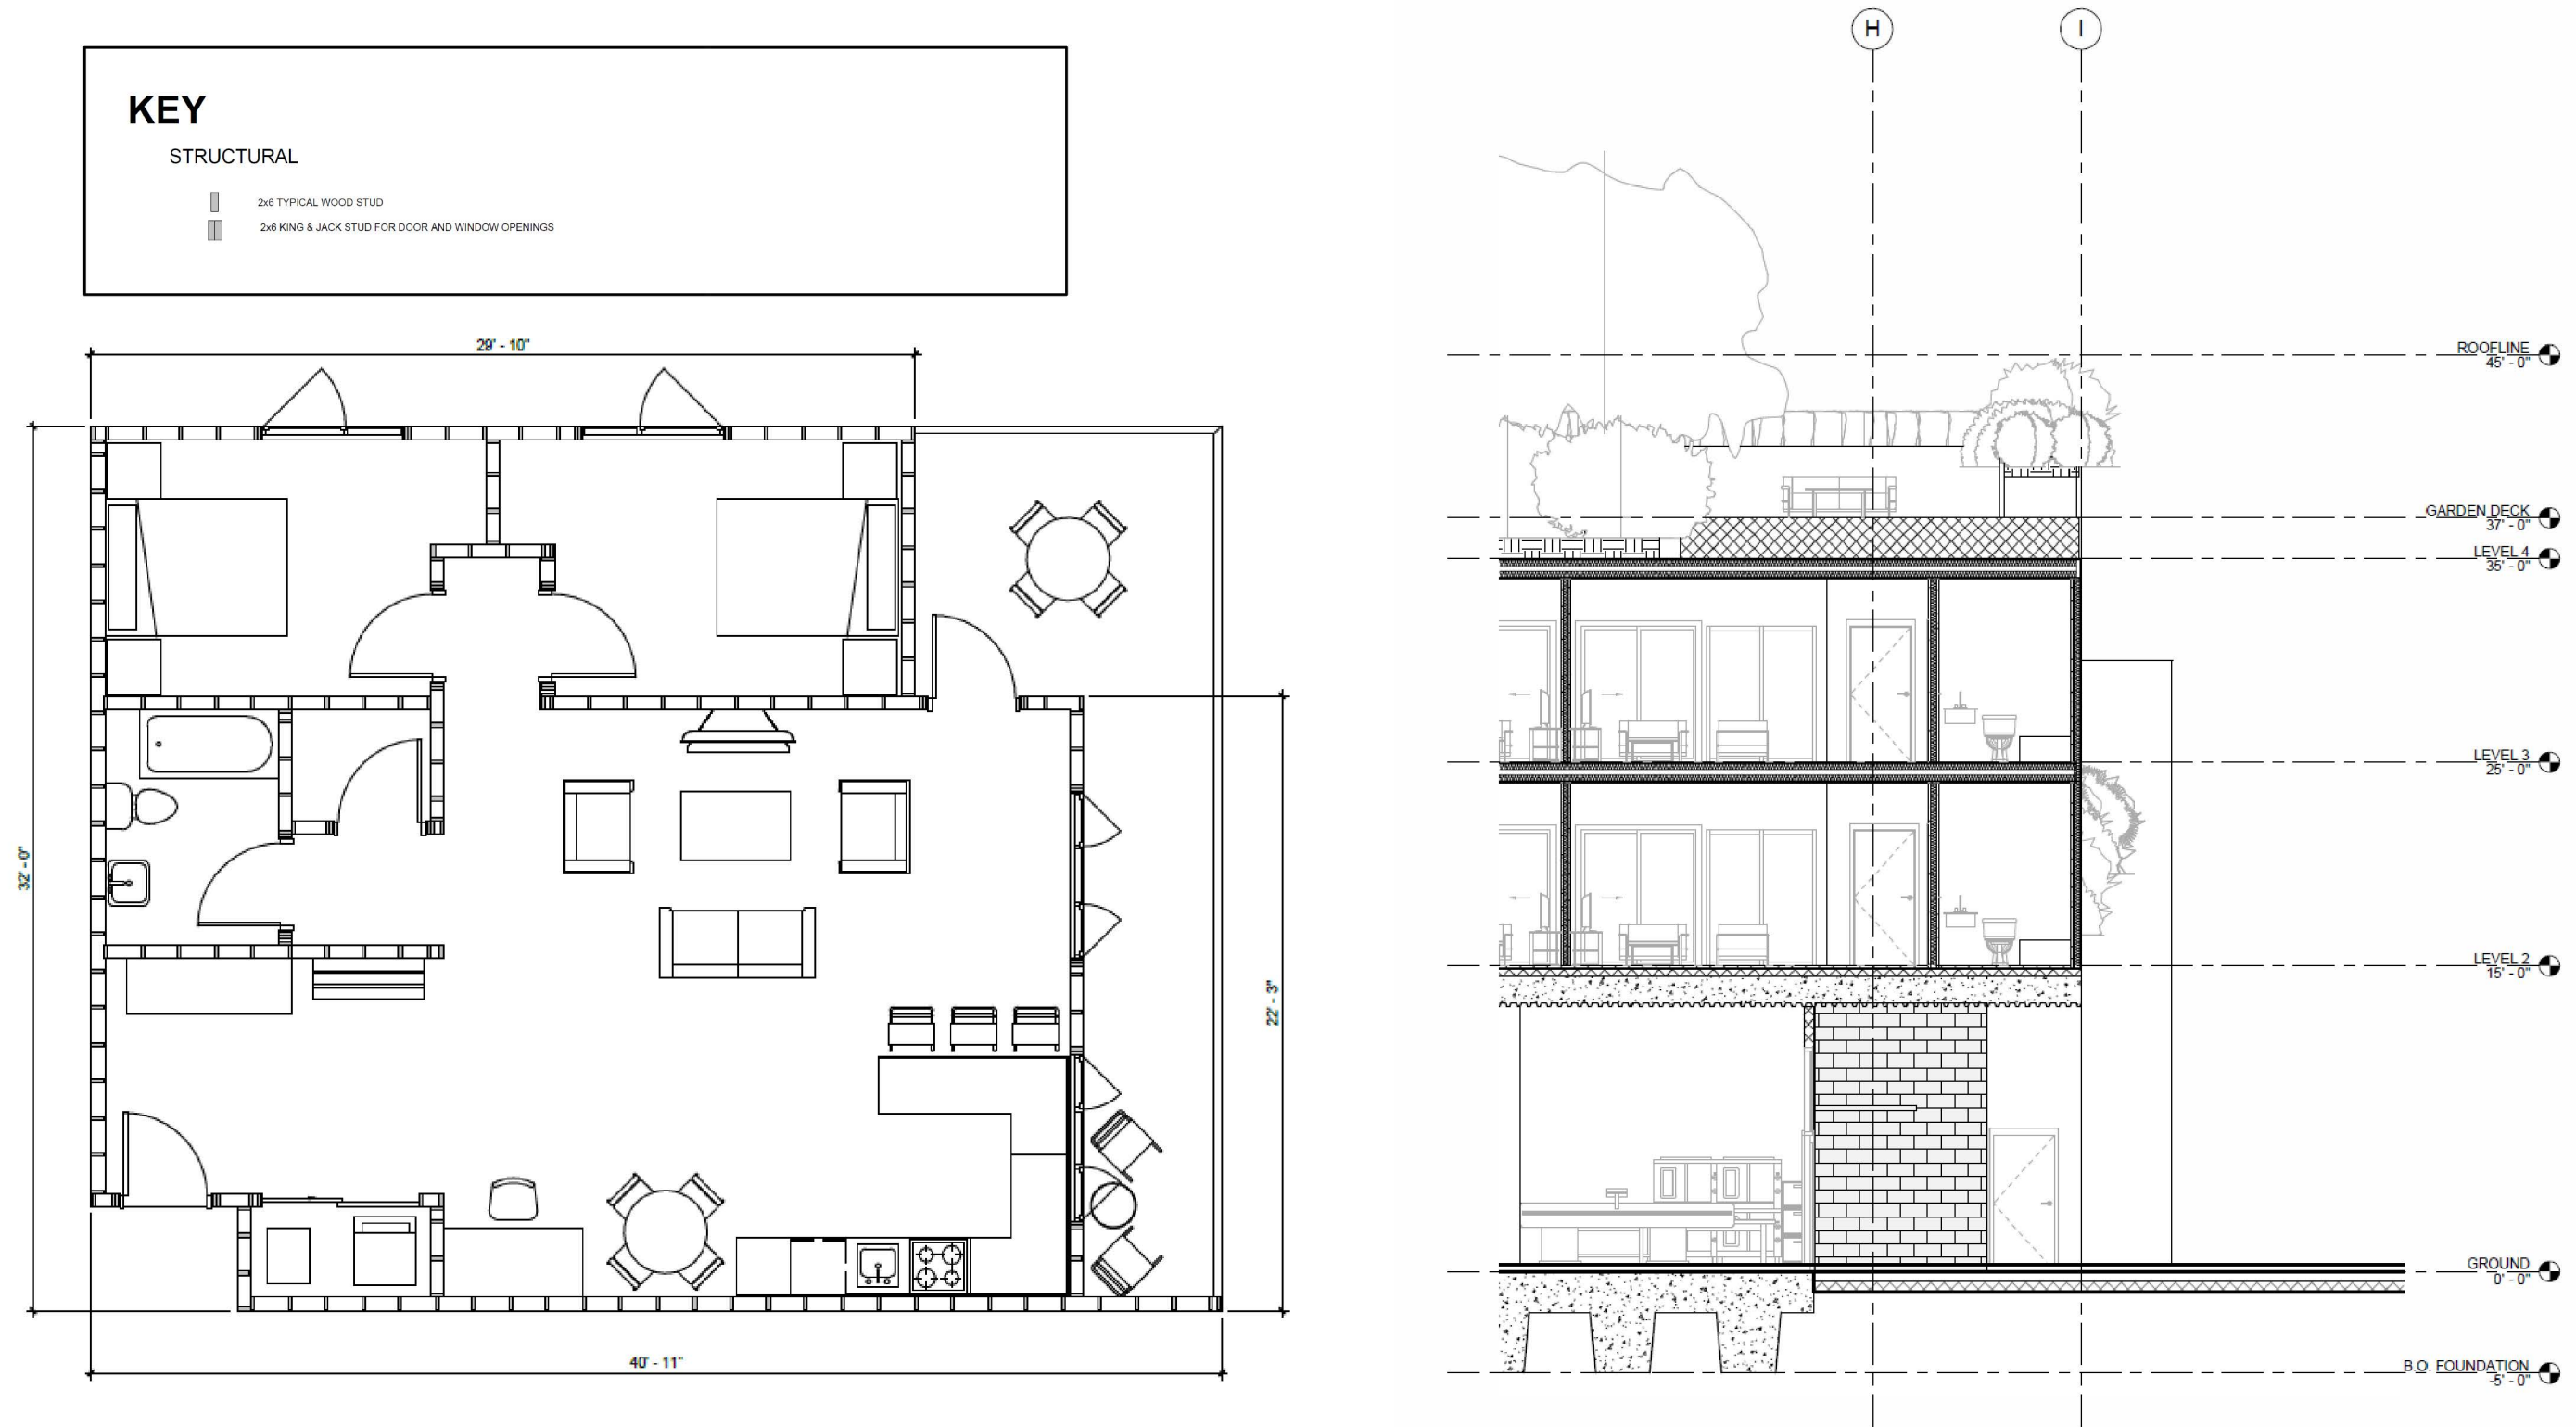 KEY
STRUCTURAL
2x6 TYPICAL WOOD STUD
2x6 KING & JACK STUD FOR DOOR AND WINDOW OPENINGS
29' - 10"
32' - 0"
22' - 3"
40' - 11"
H
I
ROOFLINE
45' - 0"
GARDEN DECK
37' - 0"
LEVEL 4
35' - 0"
LEVEL 3
25' - 0"
LEVEL 2
15' - 0"
GROUND
0' - 0"
B.O. FOUNDATION
-5' - 0"